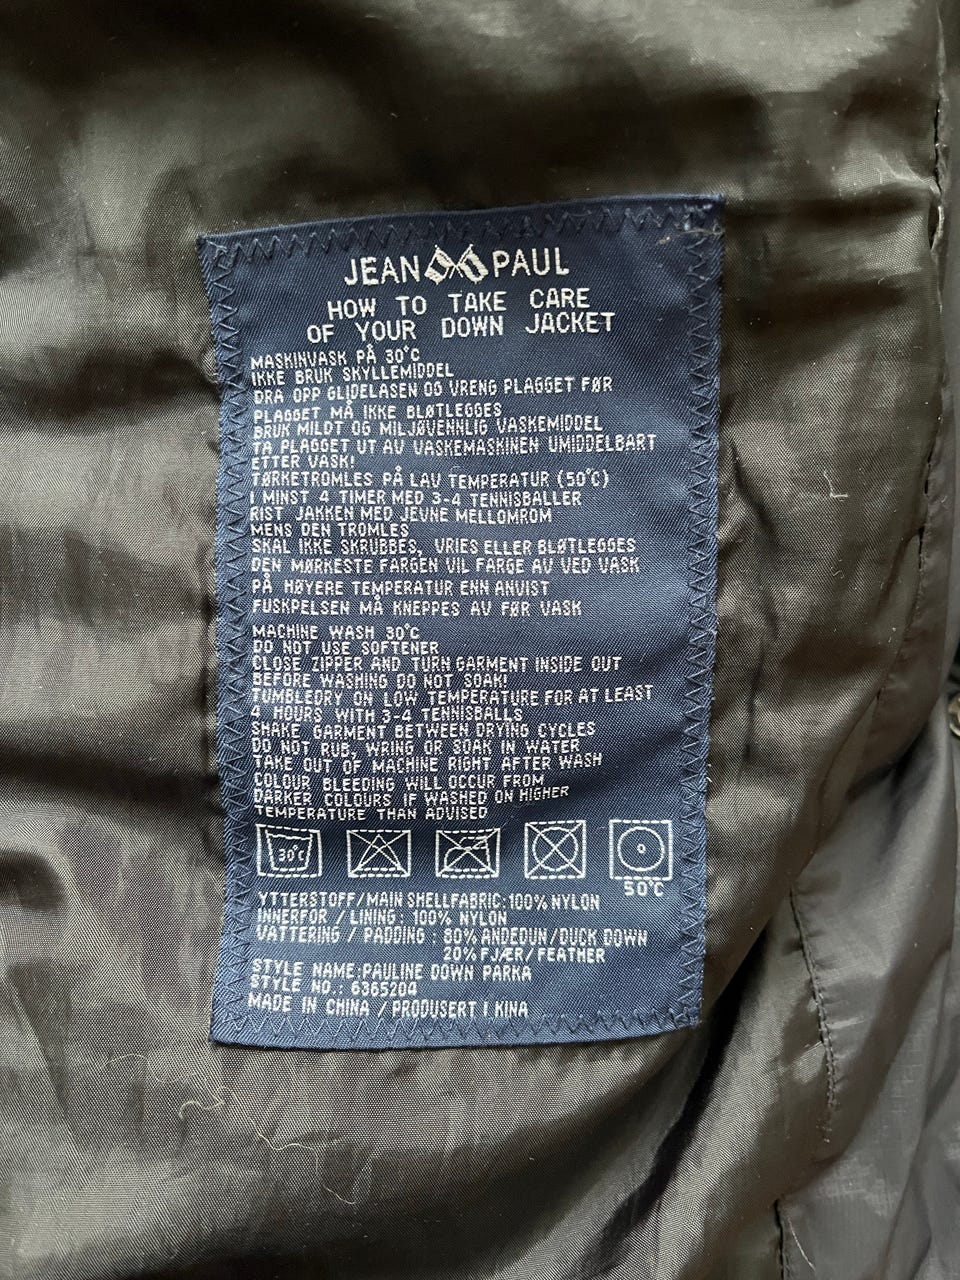 JEAN PAUL
HOW TO TAKE CARE
OF YOUR DOWN JACKET
MASKINVASK PÅ 30°C
IKKE BRUK SKYLLEMIDDEL
DRA OPP GLIDELASEN OG VRENG PLAGGET FØR
PLAGGET MÅ IKKE BLØTLEGGES
BRUK MILDT OG MILJØVENNLIG VASKEMIDDEL
TA PLAGGET UT AV VASKEMASKINEN UMIDDELBART
ETTER VASK!
TØRKETROMLES PÅ LAV TEMPERATUR (50°C)
I MINST 4 TIMER MED 3-4 TENNISBALLER
RIST JAKKEN MED JEVNE MELLOMROM
MENS DEN TROMLES
SKAL IKKE SKRUBBES, VRIES ELLER BLØTLEGGES
DEN MØRKESTE FARGEN VIL FARGE AV VED VASK
PÅ HØYERE TEMPERATUR ENN ANVIST
FUSKPELSEN MÅ KNEPPES AV FØR VASK
MACHINE WASH 30°C
DO NOT USE SOFTENER
CLOSE ZIPPER AND TURN GARMENT INSIDE OUT
BEFORE WASHING DO NOT SOAK!
TUMBLEDRY ON LOW TEMPERATURE FOR AT LEAST
4 HOURS WITH 3-4 TENNISBALLS
SHAKE GARMENT BETWEEN DRYING CYCLES
DO NOT RUB, WRING OR SOAK IN WATER
TAKE OUT OF MACHINE RIGHT AFTER WASH
COLOUR BLEEDING WILL OCCUR FROM
DARKER COLOURS IF WASHED ON HIGHER
TEMPERATURE THAN ADVISED
30°C
50°C
YTTERSTOFF/MAIN SHELLFABRIC: 100% NYLON
INNERFOR / LINING: 100% NYLON
VATTERING / PADDING: 80% ANDEDUN/DUCK DOWN
20% FJÆR/FEATHER
STYLE NAME: PAULINE DOWN PARKA
STYLE NO.: 6365204
MADE IN CHINA / PRODUSERT I KINA